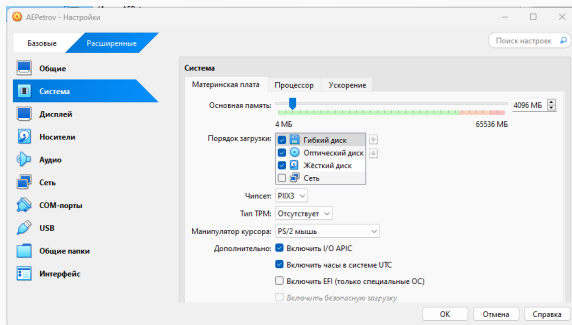 AEPetrov - Настройки
Базовые
Расширенные
Поиск настроек
Общие
Система
Дисплей
Носители
Аудио
Сеть
COM-порты
USB
Общие папки
Интерфейс
Система
Материнская плата Процессор Ускорение
Основная память: 4096 МБ
4 МБ 65536 МБ
Порядок загрузки: Гибкий диск
Оптический диск
Жёсткий диск
Сеть
Чипсет: PIIX3
Тип TPM: Отсутствует
Манипулятор курсора: PS/2 мышь
Дополнительно: Включить I/O APIC
Включить часы в системе UTC
Включить EFI (только специальные ОС)
Включить безопасную загрузку
OK Отмена Справка